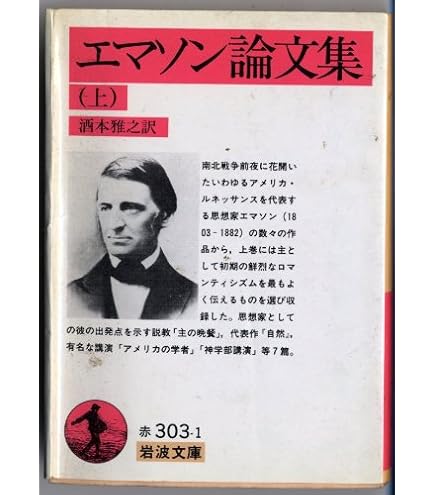 エマソン論文集
(上)
酒本雅之訳
南北戦争前夜に花開い
たいわゆるアメリカ・
ルネッサンスを代表す
る思想家エマソン(18
03-1882)の数々の作
品から、上巻には主と
して初期の鮮烈なロマ
ンティシズムを最もよ
く伝えるものを選び収
録した。思想家として
の彼の出発点を示す説教「主の晩餐」、代表作『自然』、
有名な講演「アメリカの学者」「神学部講演」等7篇。
赤 303-1
岩波文庫